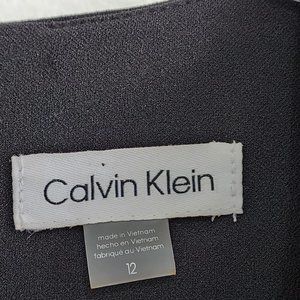 Calvin Klein
made in Vietnam
hecho en Vietnam
fabriqué au Vietnam
12